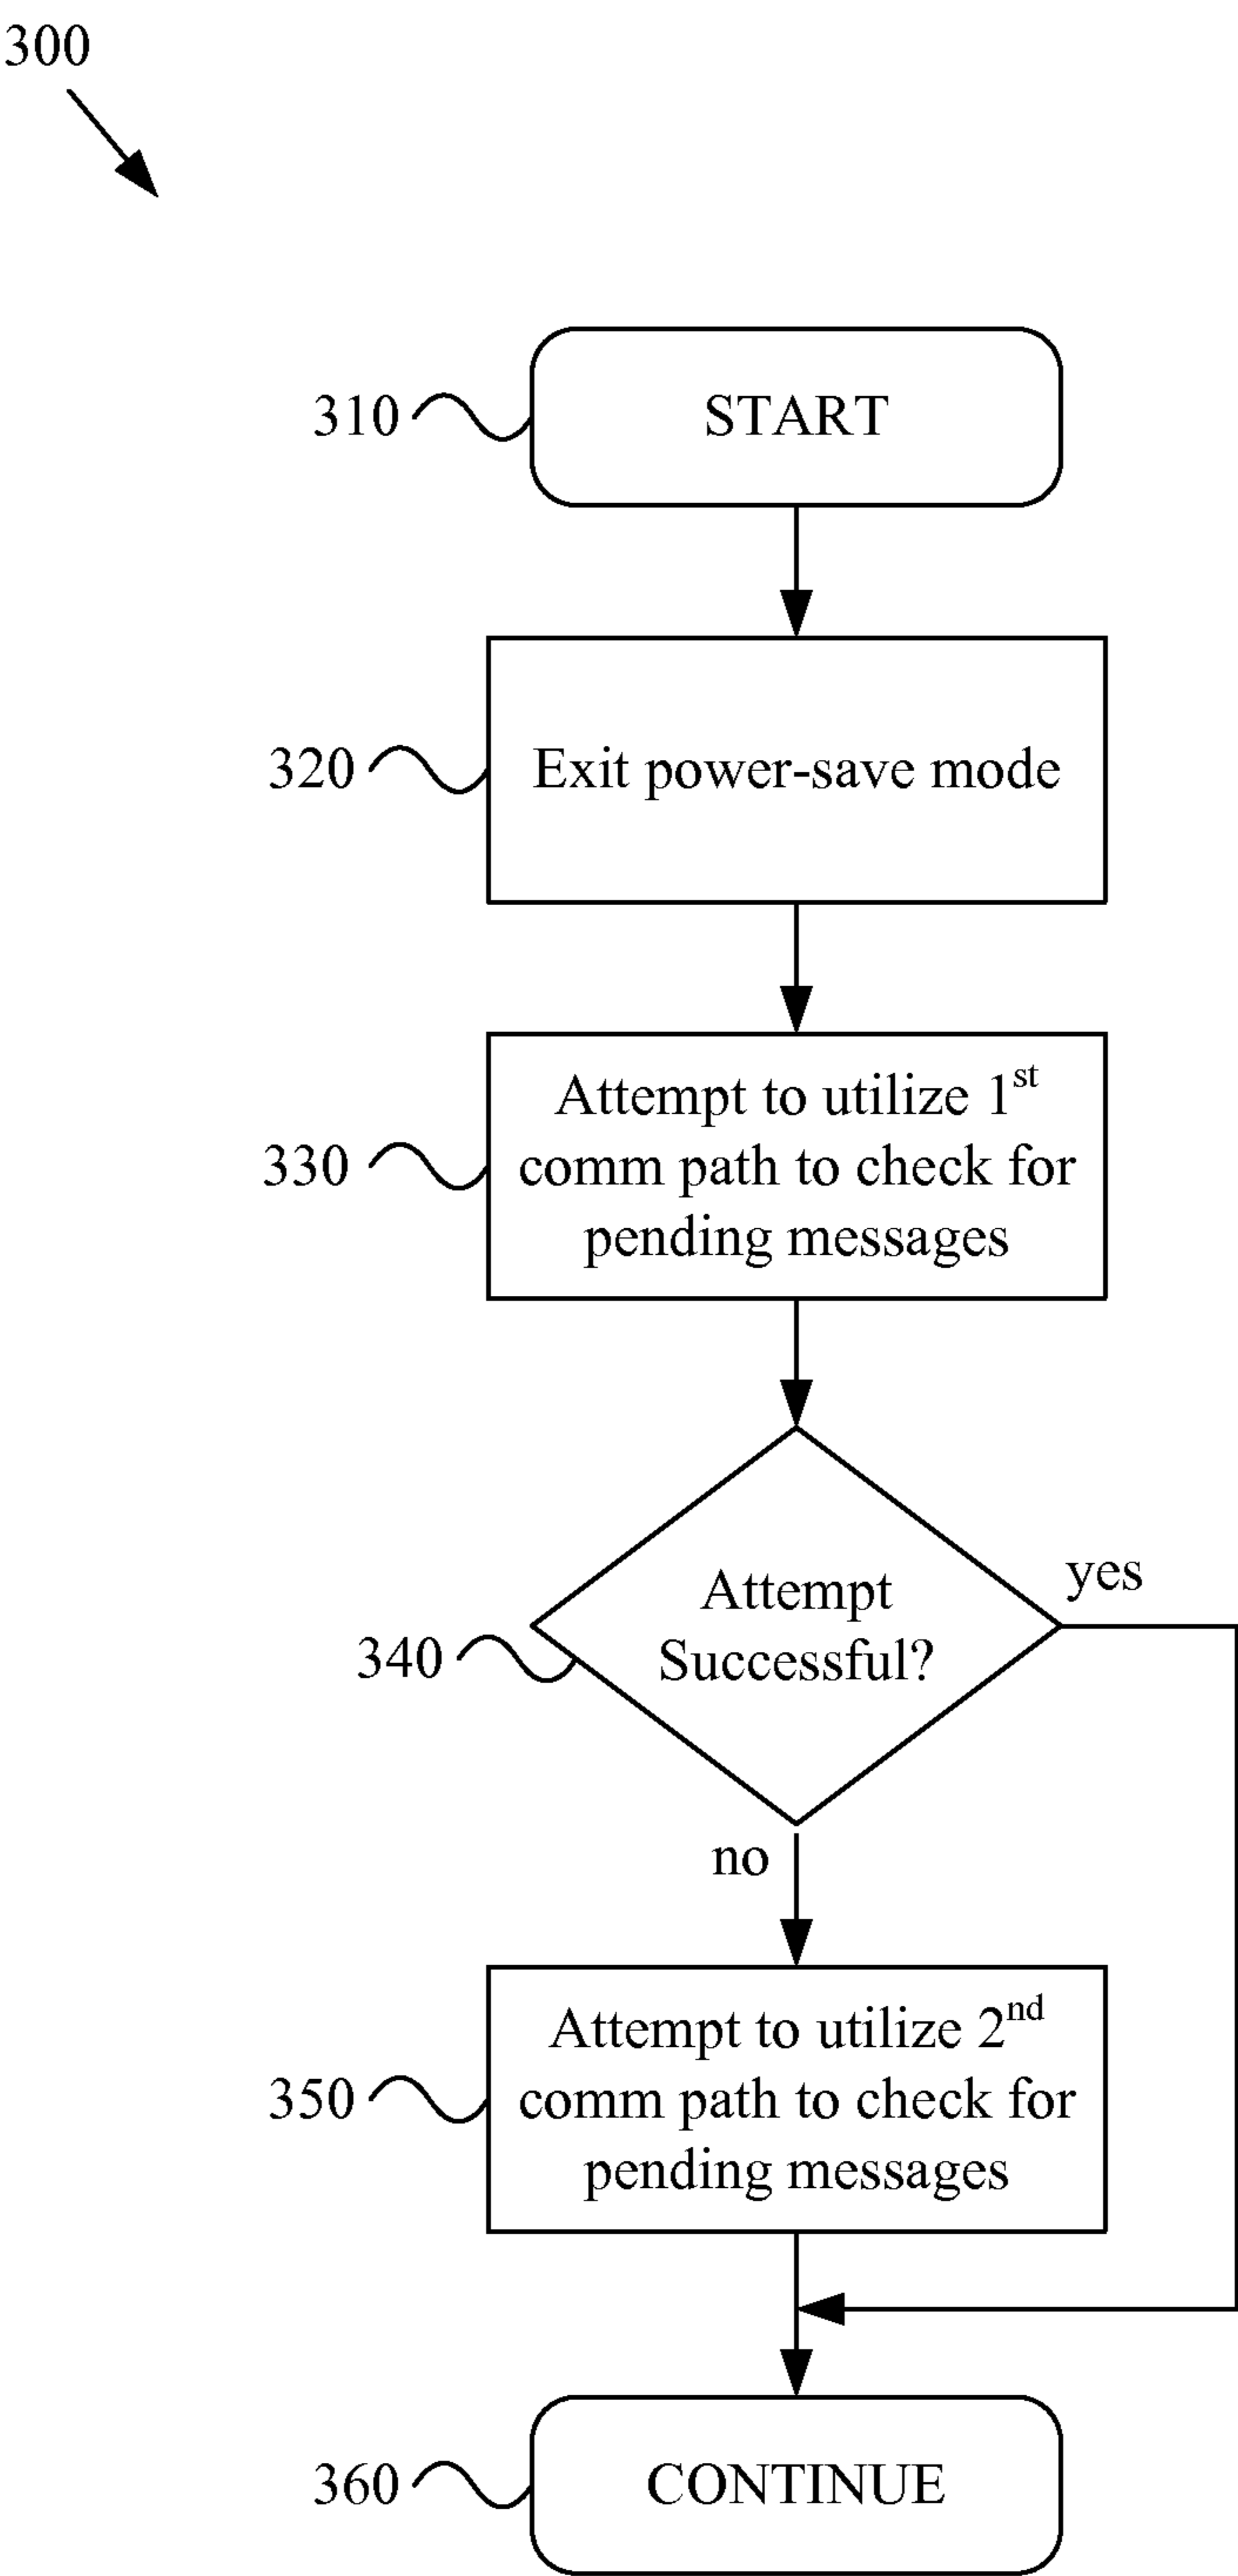 300
310
START
320
Exit power-save mode
330
Attempt to utilize 1st
comm path to check for
pending messages
340
Attempt
Successful?
yes
no
350
Attempt to utilize 2nd
comm path to check for
pending messages
360
CONTINUE